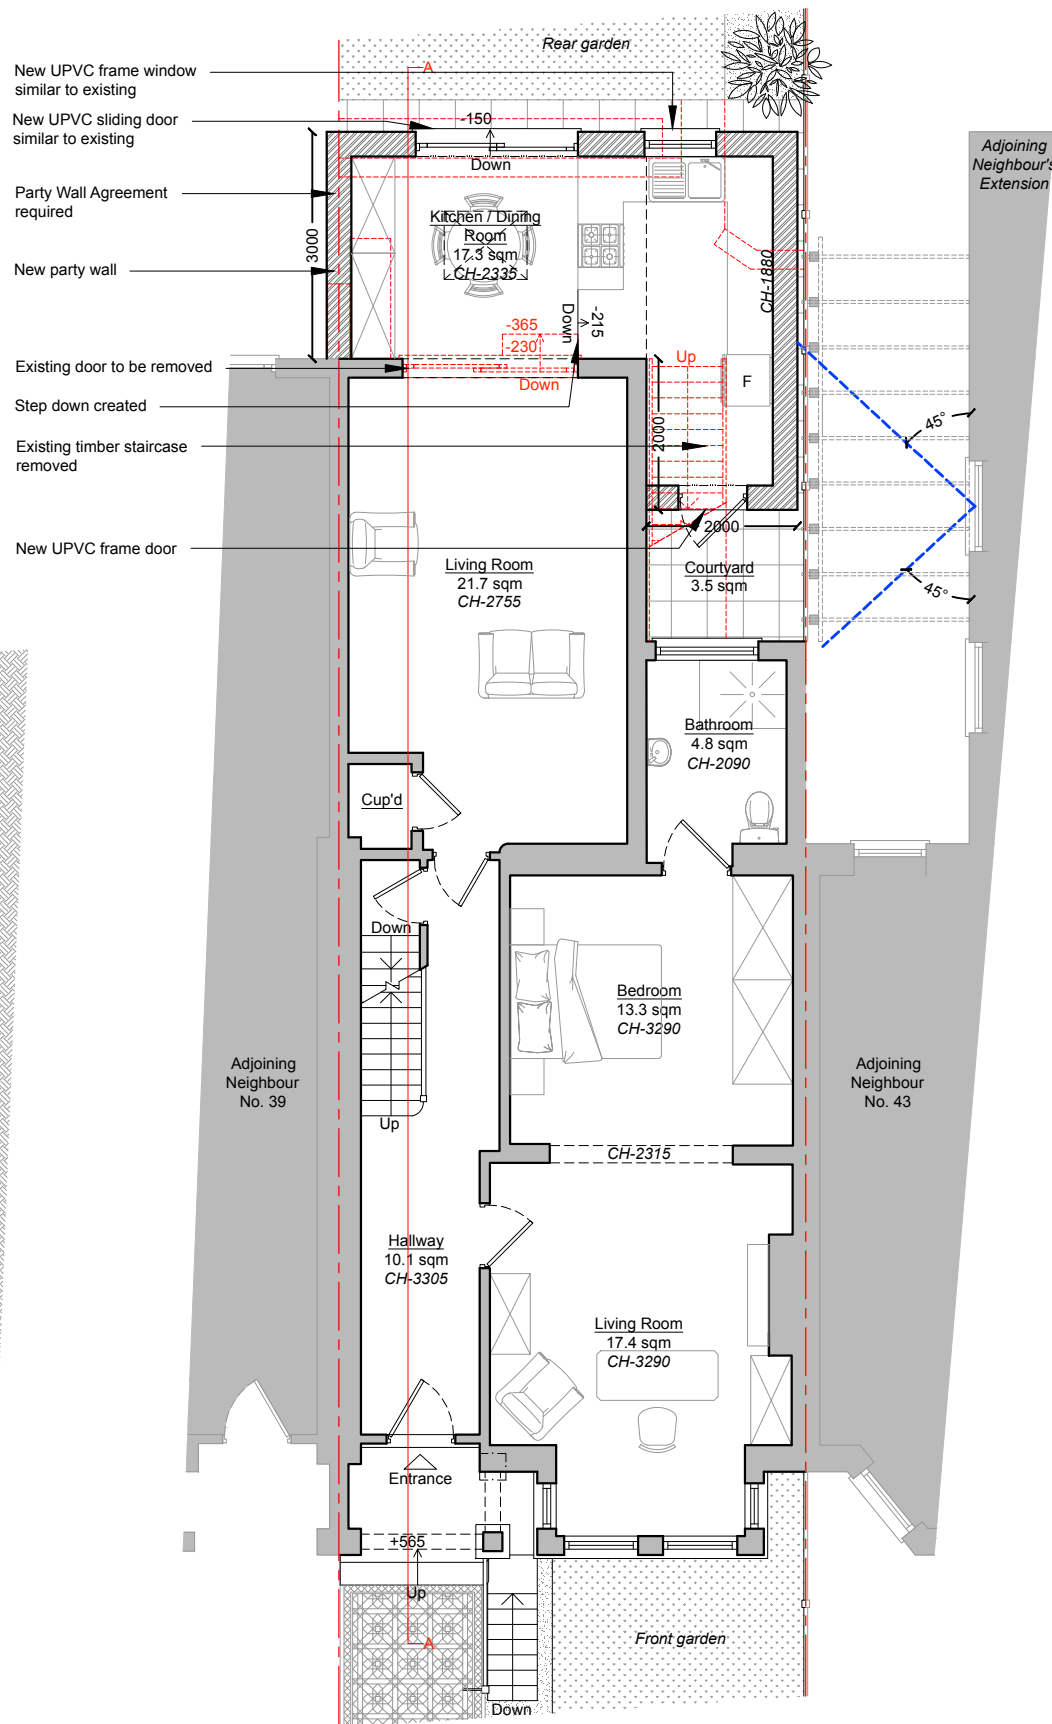 Rear garden
A
New UPVC frame window
similar to existing
New UPVC sliding door
similar to existing
-150
Down
Adjoining
Neighbour's
Extension
Party Wall Agreement
required
3000
Kitchen / Dining
Room
17.3 sqm
CH-2335
CH-1880
New party wall
-215
Down
-365
-230
Down
Up
Existing door to be removed
F
Step down created
45°
2000
Existing timber staircase
removed
2000
New UPVC frame door
Living Room
21.7 sqm
CH-2755
Courtyard
3.5 sqm
45°
Bathroom
4.8 sqm
CH-2090
Cup'd
Down
Bedroom
13.3 sqm
CH-3290
Adjoining
Neighbour
No. 39
Adjoining
Neighbour
No. 43
Up
CH-2315
Hallway
10.1 sqm
CH-3305
Living Room
17.4 sqm
CH-3290
Entrance
+565
Up
A
Front garden
Down